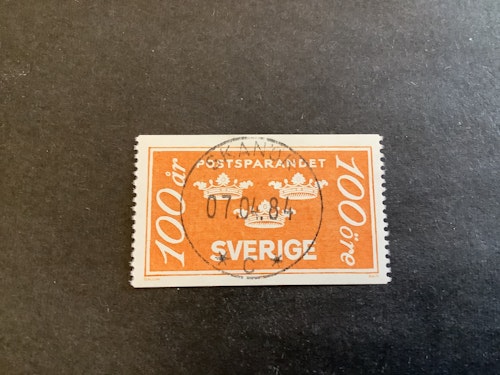 100 år
POSTSPARANDET
100 öre
07.04.84
SVERIGE
* C *